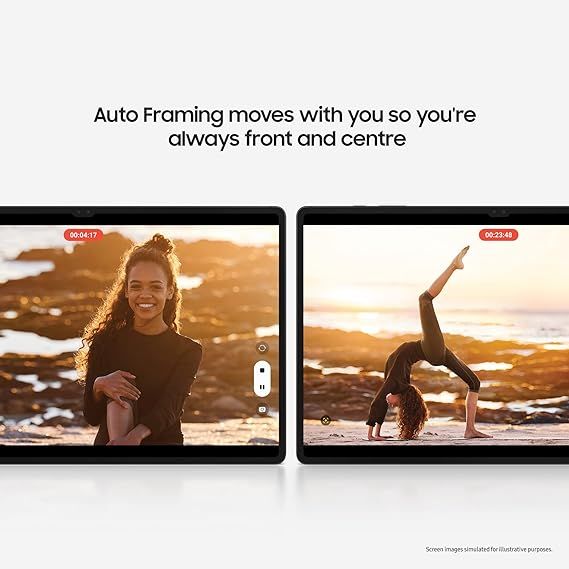 Auto Framing moves with you so you're
always front and centre
00:04:17
00:23:48
Screen images simulated for illustrative purposes.